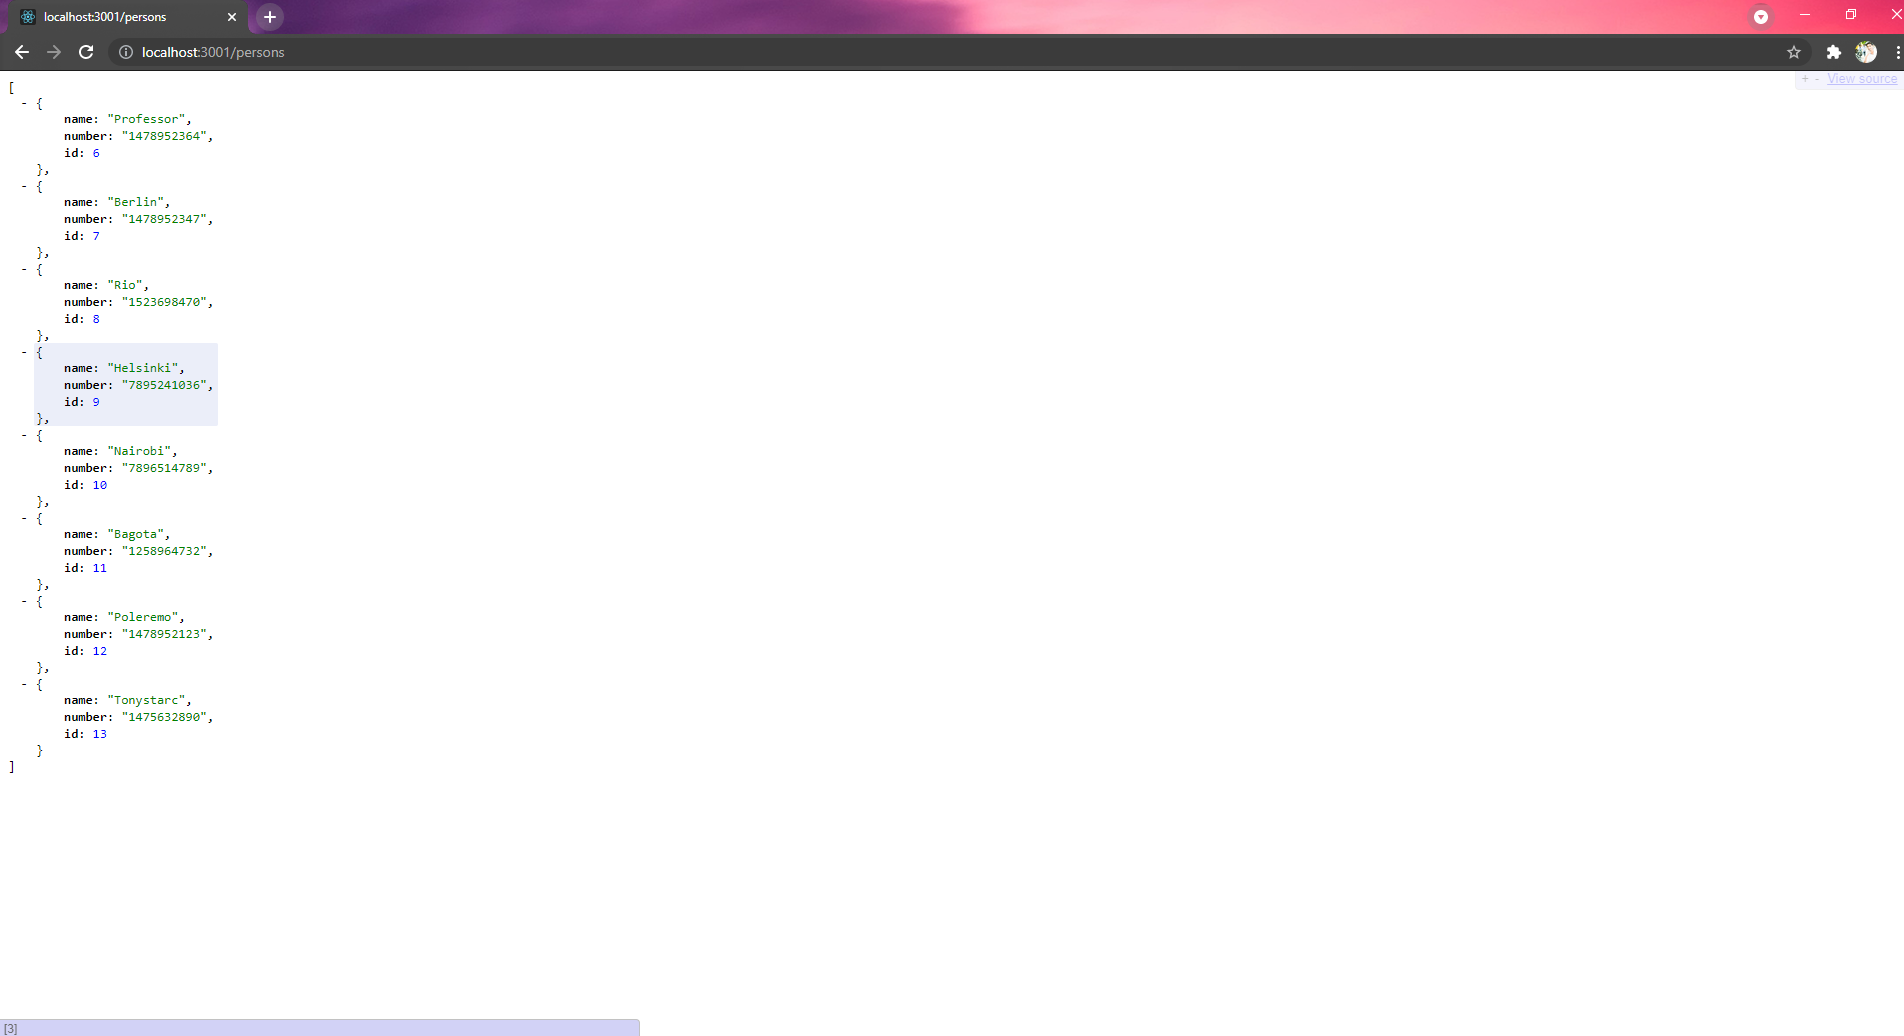 localhost:3001/persons
localhost:3001/persons
+ - View source
[
- {
name: "Professor",
number: "1478952364",
id: 6
},
- {
name: "Berlin",
number: "1478952347",
id: 7
},
- {
name: "Rio",
number: "1523698470",
id: 8
},
- {
name: "Helsinki",
number: "7895241036",
id: 9
},
- {
name: "Nairobi",
number: "7896514789",
id: 10
},
- {
name: "Bagota",
number: "1258964732",
id: 11
},
- {
name: "Poleremo",
number: "1478952123",
id: 12
},
- {
name: "Tonystarc",
number: "1475632890",
id: 13
}
]
[3]